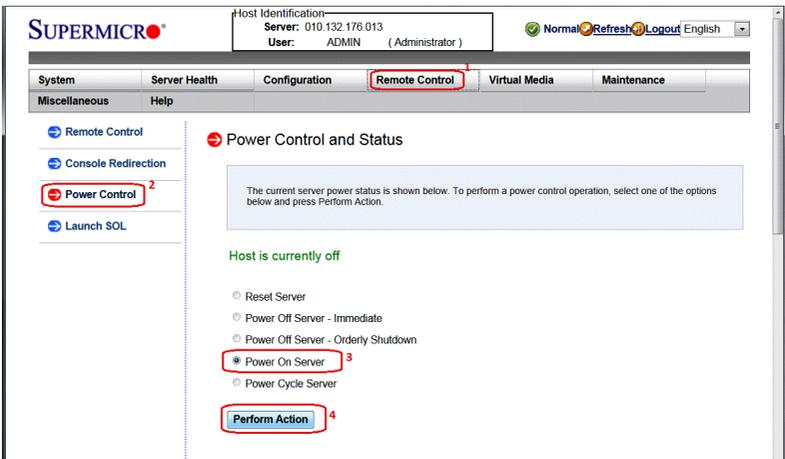 SUPERMICRO
Host Identification
Server: 010.132.176.013
User: ADMIN ( Administrator )
Normal Refresh Logout English
1
System Server Health Configuration Remote Control Virtual Media Maintenance
Miscellaneous Help
Remote Control
Console Redirection
Power Control 2
Launch SOL
Power Control and Status
The current server power status is shown below. To perform a power control operation, select one of the options
below and press Perform Action.
Host is currently off
Reset Server
Power Off Server - Immediate
Power Off Server - Orderly Shutdown
Power On Server 3
Power Cycle Server
Perform Action 4